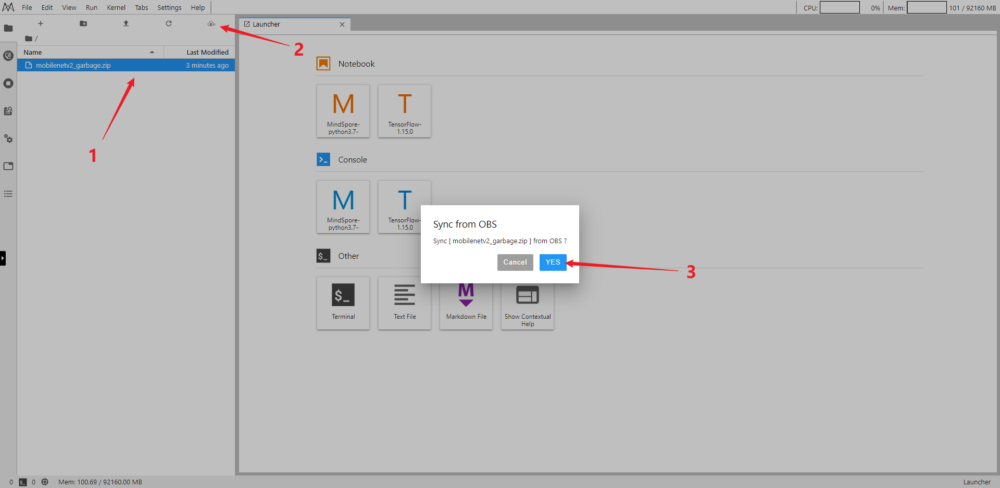 File Edit View Run Kernel Tabs Settings Help
CPU: 0% Mem: 101 / 92160 MB
Launcher
/
2
Name Last Modified
mobilenetv2_garbage.zip 3 minutes ago
1
Notebook
M
MindSpore-
python3.7-
T
TensorFlow-
1.15.0
Console
M
MindSpore-
python3.7-
T
TensorFlow-
1.15.0
Sync from OBS
Sync [ mobilenetv2_garbage.zip ] from OBS ?
Cancel YES
3
$_ Other
$_
Terminal
Text File
M
Markdown File
Show Contextual
Help
0 $_ 0 Mem: 100.69 / 92160.00 MB
Launcher